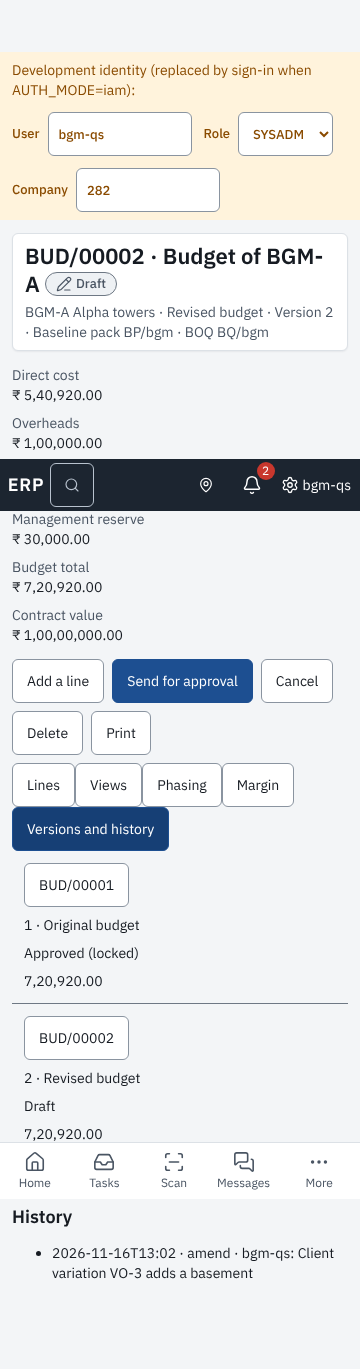 Development identity (replaced by sign-in when
AUTH_MODE=iam):
User bgm-qs Role SYSADM
Company 282
BUD/00002 · Budget of BGM-
A Draft
BGM-A Alpha towers · Revised budget · Version 2
· Baseline pack BP/bgm · BOQ BQ/bgm
Direct cost
₹ 5,40,920.00
Overheads
₹ 1,00,000.00
ERP 2 bgm-qs
Management reserve
₹ 30,000.00
Budget total
₹ 7,20,920.00
Contract value
₹ 1,00,00,000.00
Add a line Send for approval Cancel
Delete Print
Lines Views Phasing Margin
Versions and history
BUD/00001
1 · Original budget
Approved (locked)
7,20,920.00
BUD/00002
2 · Revised budget
Draft
7,20,920.00
Home Tasks Scan Messages More
History
2026-11-16T13:02 · amend · bgm-qs: Client
variation VO-3 adds a basement